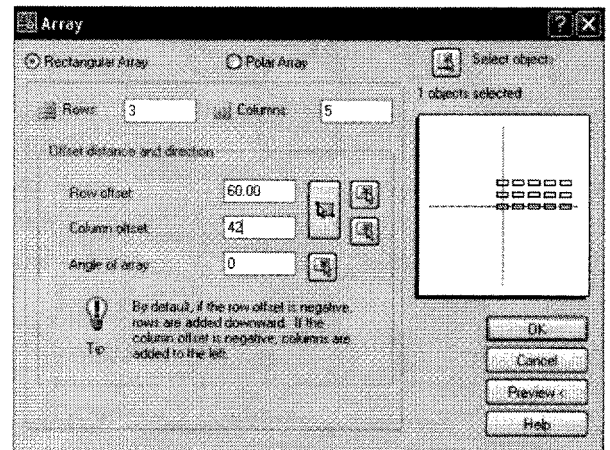 Array
Rectangular Array
Polar Array
Select objects
1 objects selected
Rows:
3
Columns:
5
Offset distance and direction
Row offset:
60.00
Column offset:
42
Angle of array:
0
By default, if the row offset is negative,
rows are added downward. If the
column offset is negative, columns are
added to the left.
Tip
OK
Cancel
Preview <
Help